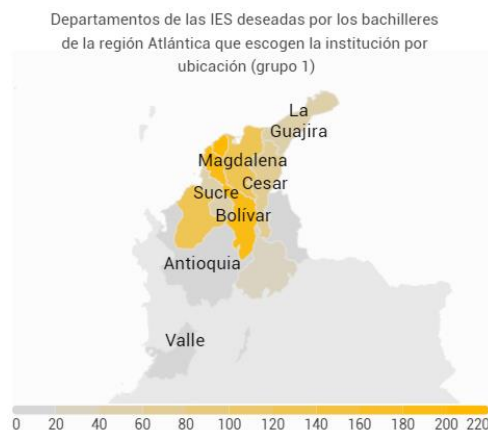 Departamentos de las IES deseadas por los bachilleres
de la región Atlántica que escogen la institución por
ubicación (grupo 1)
La
Guajira
Magdalena
Cesar
Sucre
Bolívar
Antioquia
Valle
0 20 40 60 80 100 120 140 160 180 200 220